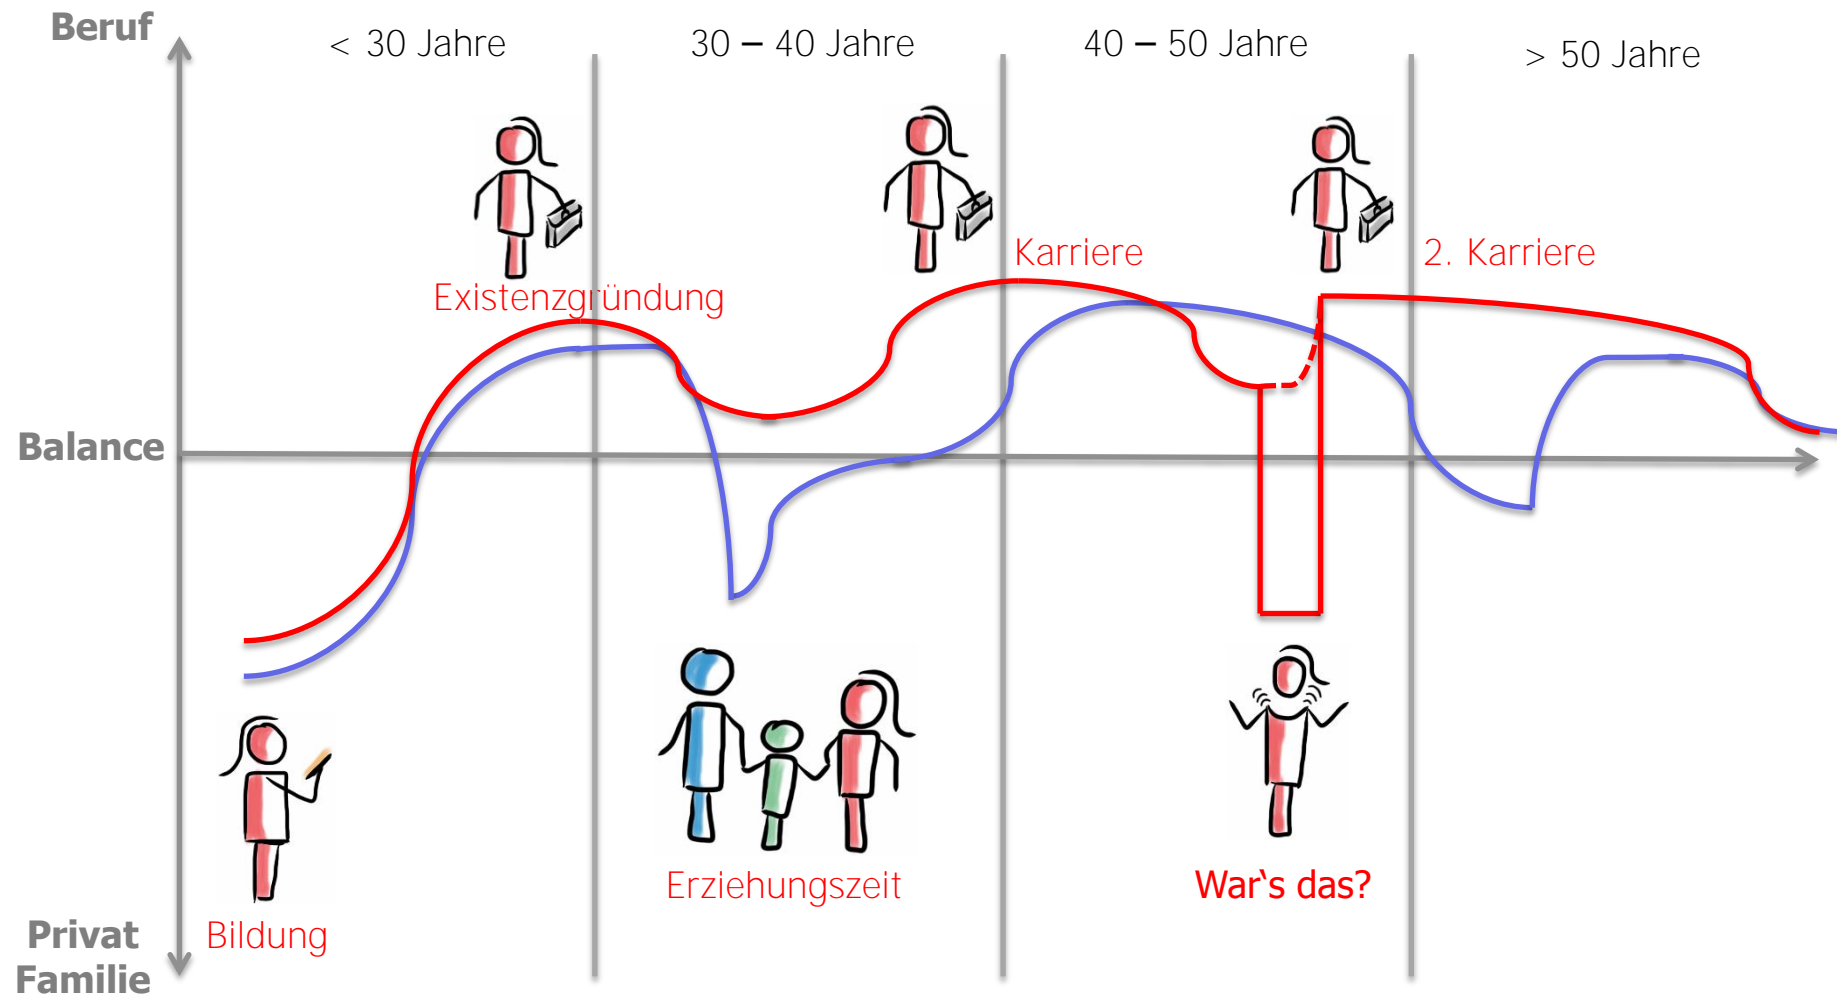 Beruf
< 30 Jahre
30 – 40 Jahre
40 – 50 Jahre
> 50 Jahre
Karriere
2. Karriere
Existenzgründung
Balance
Erziehungszeit
War‘s das?
Bildung
Privat
Familie